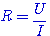 R = U/I